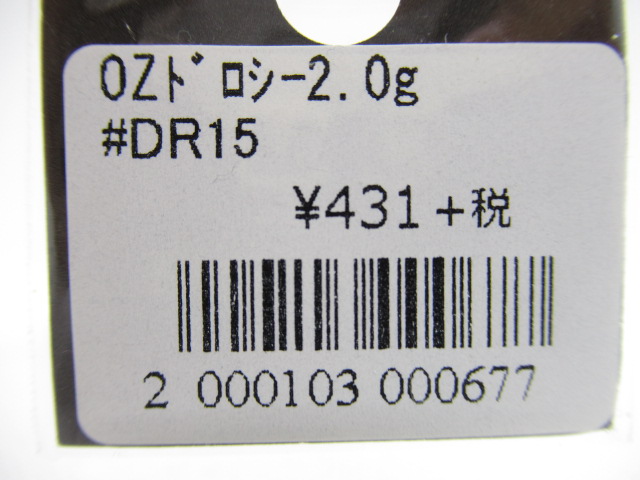 OZﾄﾞﾛｼｰ2.0g
#DR15
¥431+税
2 000103 000677